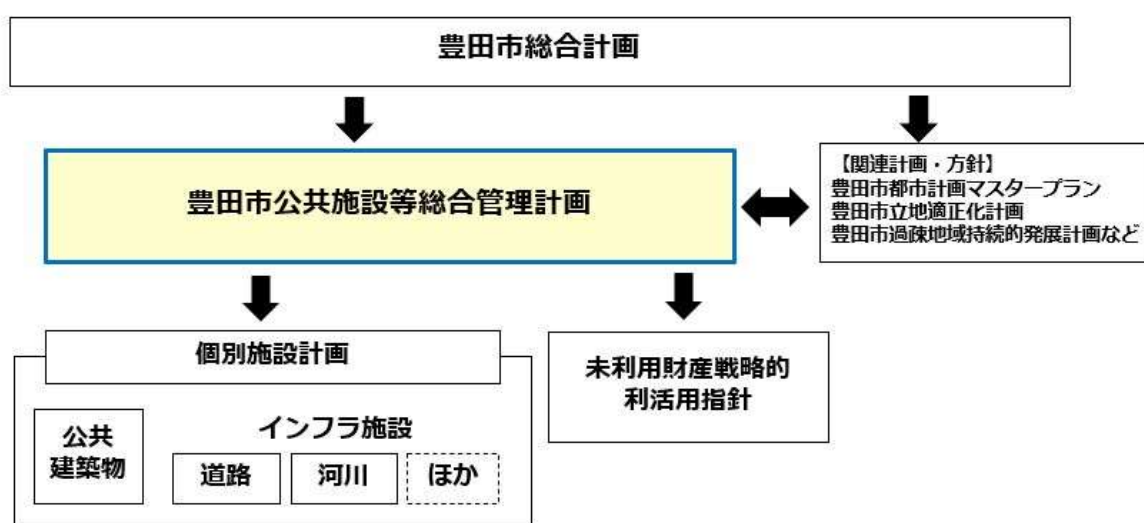 豊田市総合計画
豊田市公共施設等総合管理計画
【関連計画・方針】
豊田市都市計画マスタープラン
豊田市立地適正化計画
豊田市過疎地域持続的発展計画など
個別施設計画
公共
建築物
インフラ施設
道路
河川
ほか
未利用財産戦略的
利活用指針